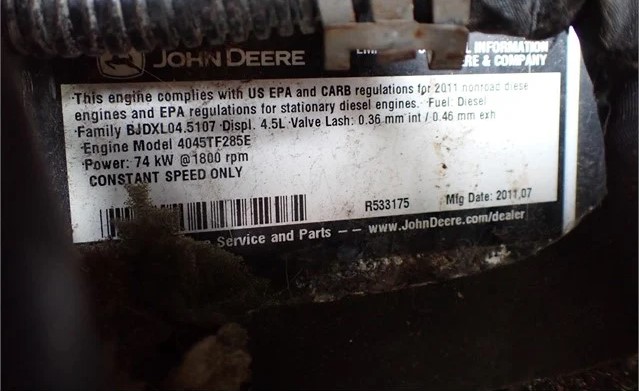 JOHN DEERE
INFORMATION
& COMPANY
This engine complies with US EPA and CARB regulations for 2011 nonroad diese
engines and EPA regulations for stationary diesel engines. Fuel: Diesel
Family BJDXL04.5107 Displ. 4.5L Valve Lash: 0.36 mm int / 0.46 mm exh
Engine Model 4045TF285E
Power: 74 kW @ 1800 rpm
CONSTANT SPEED ONLY
R533175 Mfg Date: 2011,07
Service and Parts -- www.JohnDeere.com/dealer